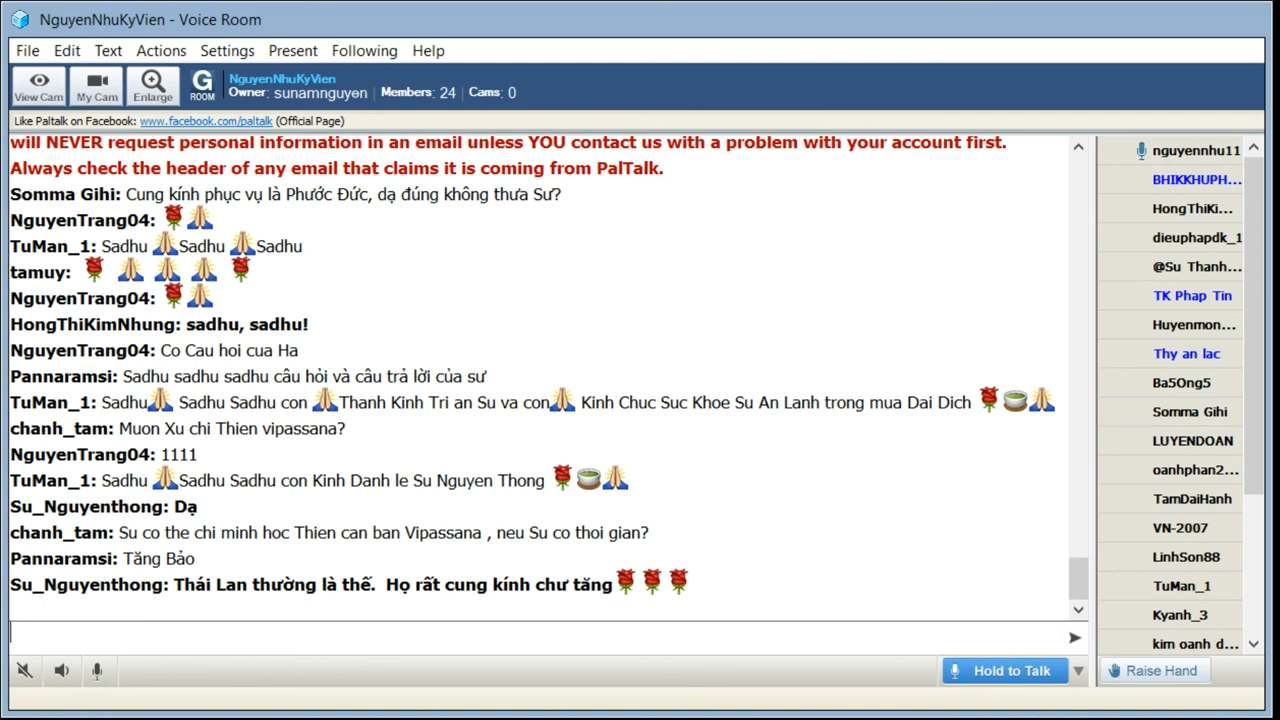 NguyenNhuKyVien - Voice Room
File Edit Text Actions Settings Present Following Help
View Cam My Cam Enlarge G ROOM
NguyenNhuKyVien
Owner: sunamnguyen | Members: 24 | Cams: 0
Like Paltalk on Facebook: www.facebook.com/paltalk (Official Page)
will NEVER request personal information in an email unless YOU contact us with a problem with your account first.
Always check the header of any email that claims it is coming from PalTalk.
Somma Gihi: Cung kính phục vụ là Phước Đức, dạ đúng không thưa Sư?
NguyenTrang04:
TuMan_1: Sadhu Sadhu Sadhu
tamuy:
NguyenTrang04:
HongThiKimNhung: sadhu, sadhu!
NguyenTrang04: Co Cau hoi cua Ha
Pannaramsi: Sadhu sadhu sadhu câu hỏi và câu trả lời của sư
TuMan_1: Sadhu Sadhu Sadhu con Thanh Kinh Tri an Su va con Kinh Chuc Suc Khoe Su An Lanh trong mua Dai Dich
chanh_tam: Muon Xu chi Thien vipassana?
NguyenTrang04: 1111
TuMan_1: Sadhu Sadhu Sadhu con Kinh Danh le Su Nguyen Thong
Su_Nguyenthong: Dạ
chanh_tam: Su co the chi minh hoc Thien can ban Vipassana , neu Su co thoi gian?
Pannaramsi: Tăng Bảo
Su_Nguyenthong: Thái Lan thường là thế. Họ rất cung kính chư tăng
Hold to Talk
nguyennhu11
BHIKKHUPH...
HongThiKi...
dieuphapdk_1
@Su Thanh...
TK Phap Tin
Huyenmon...
Thy an lac
Ba5Ong5
Somma Gihi
LUYENDOAN
oanhphan2...
TamDaiHanh
VN-2007
LinhSon88
TuMan_1
Kyanh_3
kim oanh d...
Raise Hand